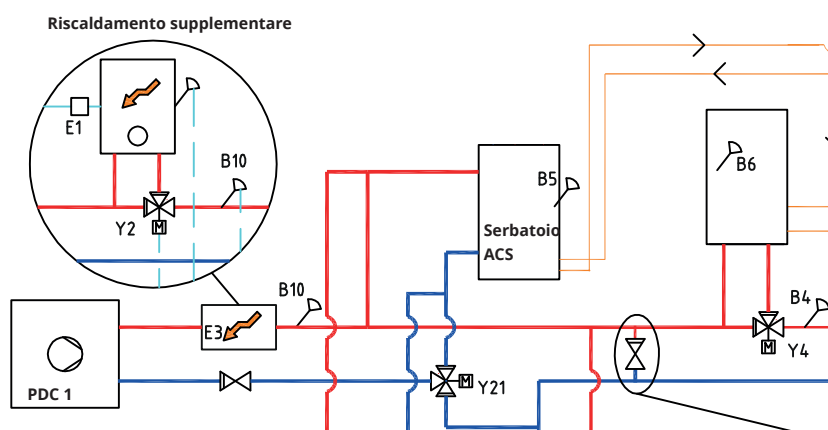 Riscaldamento supplementare
E1
B10
Y2
M
B5
Serbatoio
ACS
B6
B10
E3
B4
M
Y4
PDC 1
M
Y21